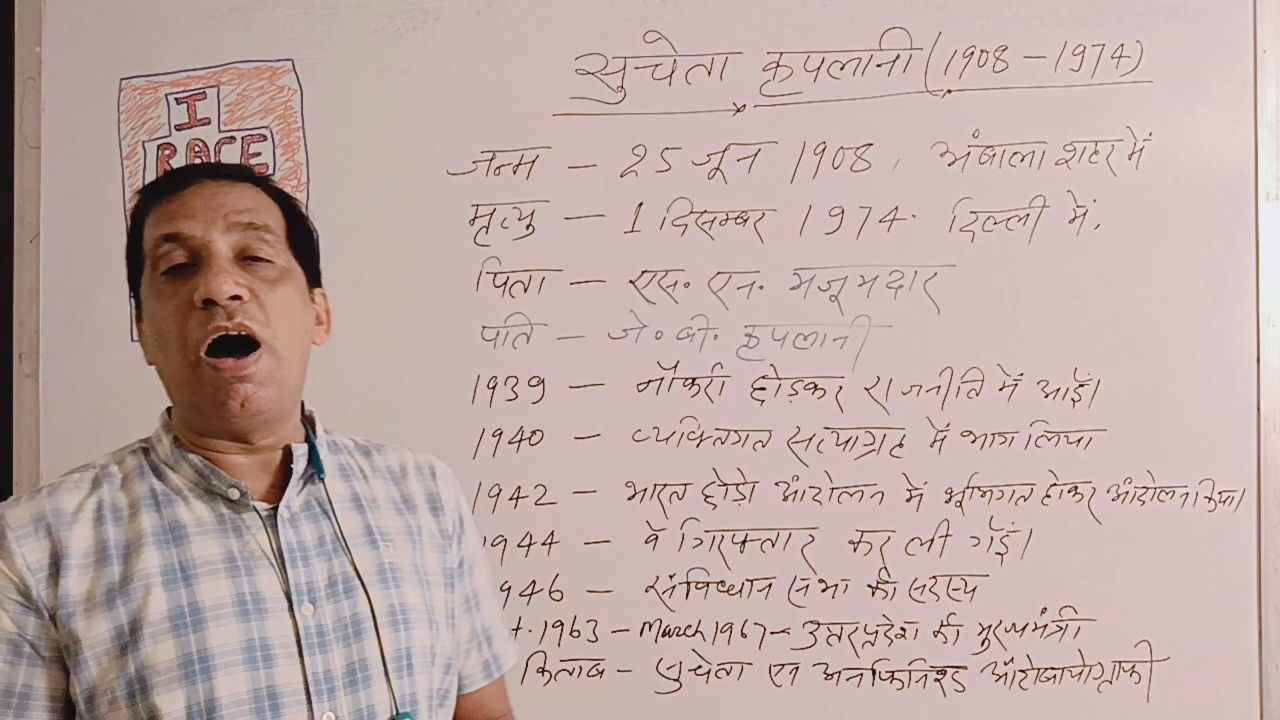 I
RACE
सुचेता कृपलानी (1908 - 1974)
जन्म - 25 जून 1908, अंबाला शहर में
मृत्यु - 1 दिसम्बर 1974. दिल्ली में.
पिता - एस. एन. मजूमदार
पति - जे. बी. कृपलानी
1939 - नौकरी छोड़कर राजनीति में आईं।
1940 - व्यक्तिगत सत्याग्रह में भाग लिया
1942 - भारत छोड़ो आंदोलन में भूमिगत होकर आंदोलन किया।
1944 - वे गिरफ्तार कर ली गईं।
946 - संविधान सभा की सदस्य
t. 1963 - March 1967 - उत्तरप्रदेश की मुख्यमंत्री
किताब - सुचेता एन अनफिनिश्ड ऑटोबायोग्राफी